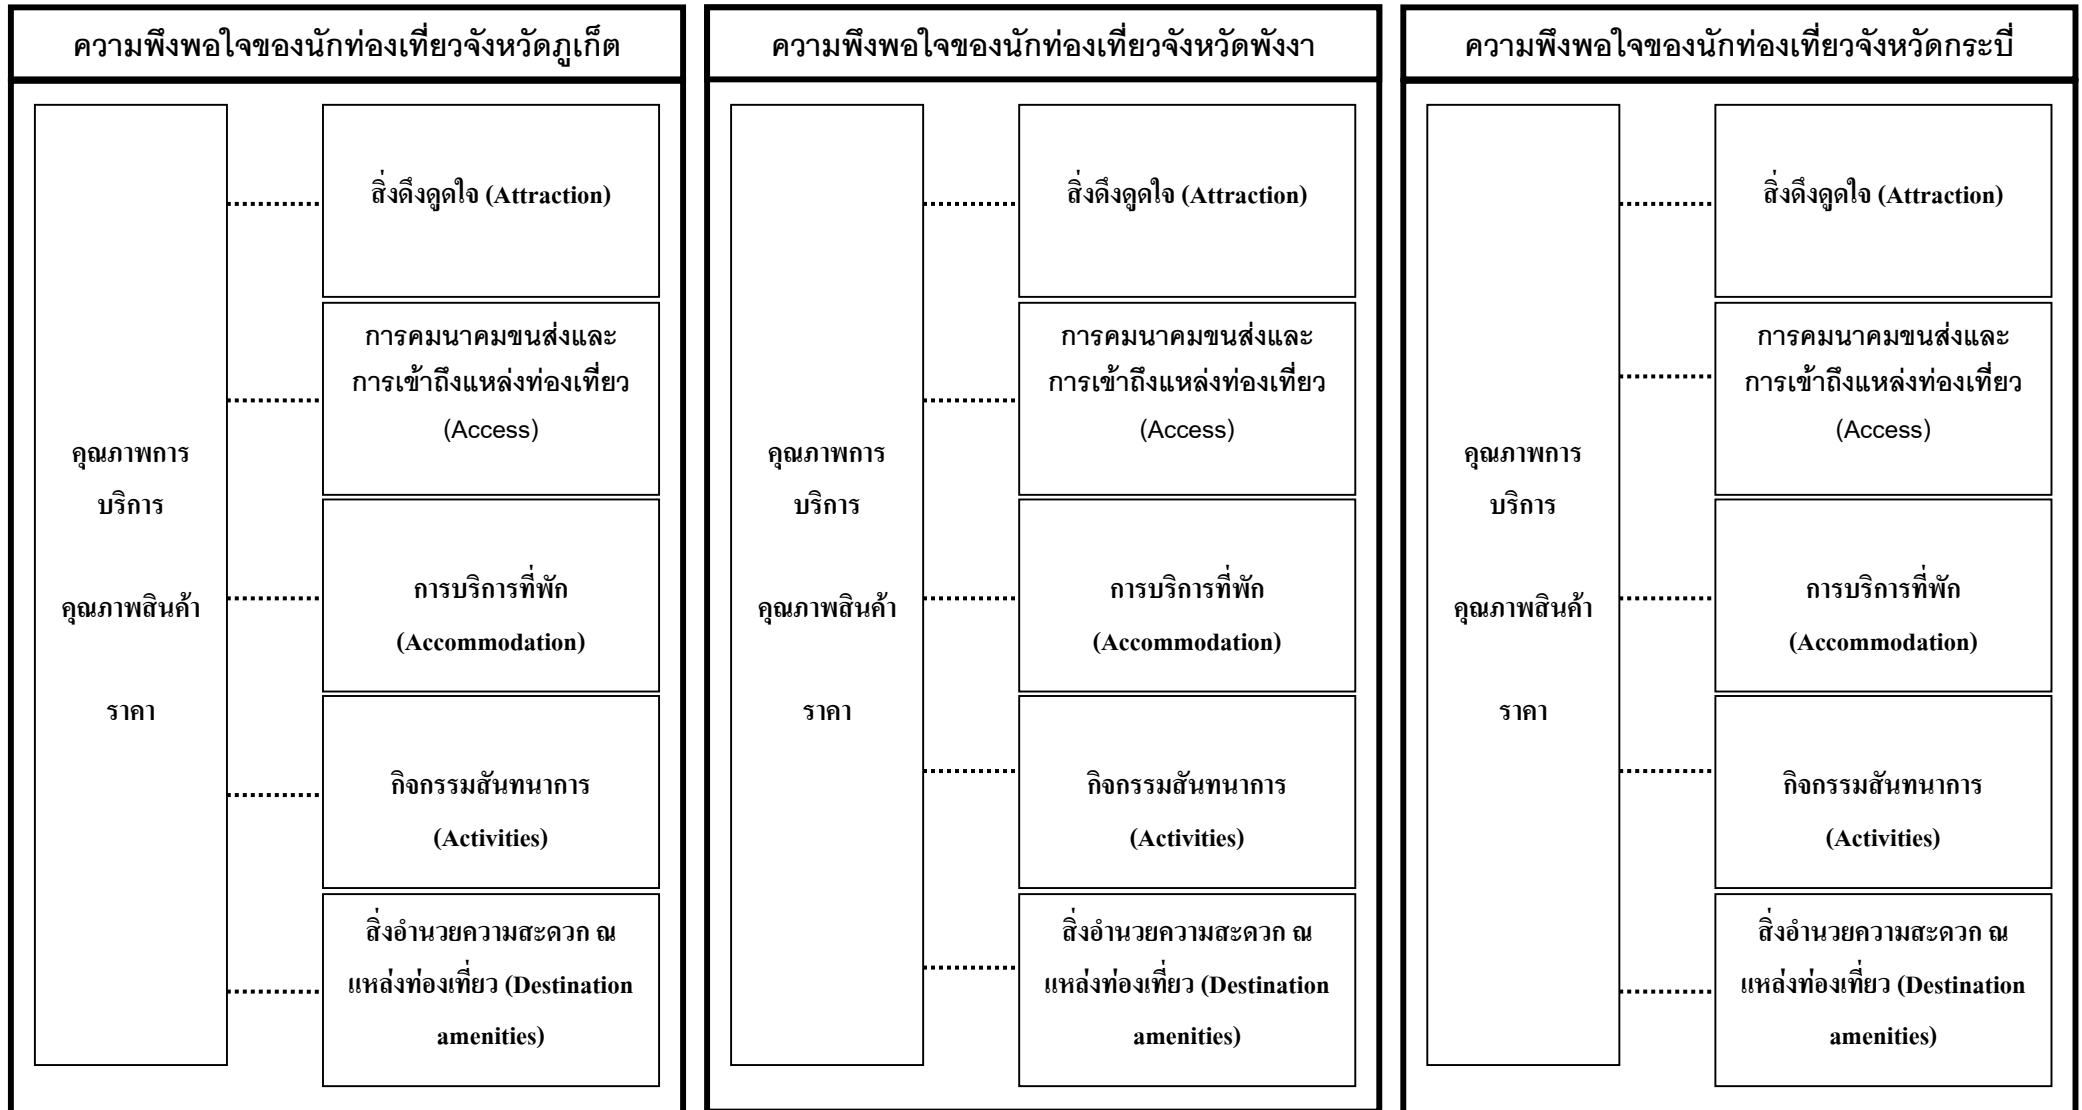 ความพึงพอใจของนักท่องเที่ยวจังหวัดภูเก็ต
คุณภาพการ
บริการ
คุณภาพสินค้า
ราคา
สิ่งดึงดูดใจ (Attraction)
การคมนาคมขนส่งและ
การเข้าถึงแหล่งท่องเที่ยว
(Access)
การบริการที่พัก
(Accommodation)
กิจกรรมสันทนาการ
(Activities)
สิ่งอำนวยความสะดวก ณ
แหล่งท่องเที่ยว (Destination
amenities)
ความพึงพอใจของนักท่องเที่ยวจังหวัดพังงา
คุณภาพการ
บริการ
คุณภาพสินค้า
ราคา
สิ่งดึงดูดใจ (Attraction)
การคมนาคมขนส่งและ
การเข้าถึงแหล่งท่องเที่ยว
(Access)
การบริการที่พัก
(Accommodation)
กิจกรรมสันทนาการ
(Activities)
สิ่งอำนวยความสะดวก ณ
แหล่งท่องเที่ยว (Destination
amenities)
ความพึงพอใจของนักท่องเที่ยวจังหวัดกระบี่
คุณภาพการ
บริการ
คุณภาพสินค้า
ราคา
สิ่งดึงดูดใจ (Attraction)
การคมนาคมขนส่งและ
การเข้าถึงแหล่งท่องเที่ยว
(Access)
การบริการที่พัก
(Accommodation)
กิจกรรมสันทนาการ
(Activities)
สิ่งอำนวยความสะดวก ณ
แหล่งท่องเที่ยว (Destination
amenities)